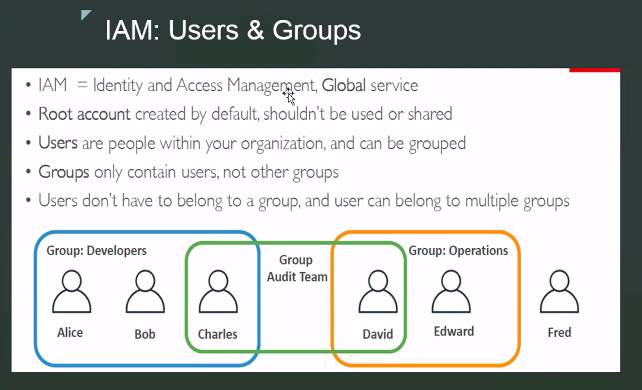 IAM: Users & Groups
• IAM = Identity and Access Management, Global service
• Root account created by default, shouldn't be used or shared
• Users are people within your organization, and can be grouped
• Groups only contain users, not other groups
• Users don't have to belong to a group, and user can belong to multiple groups
Group: Developers
Group
Audit Team
Group: Operations
Alice
Bob
Charles
David
Edward
Fred